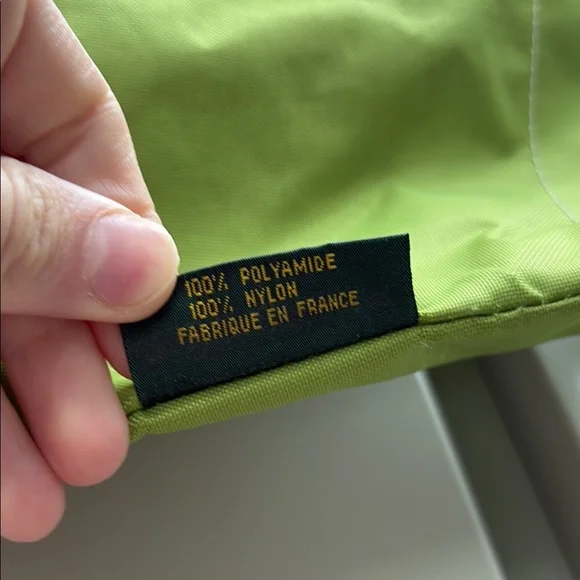 100% POLYAMIDE
100% NYLON
FABRIQUE EN FRANCE